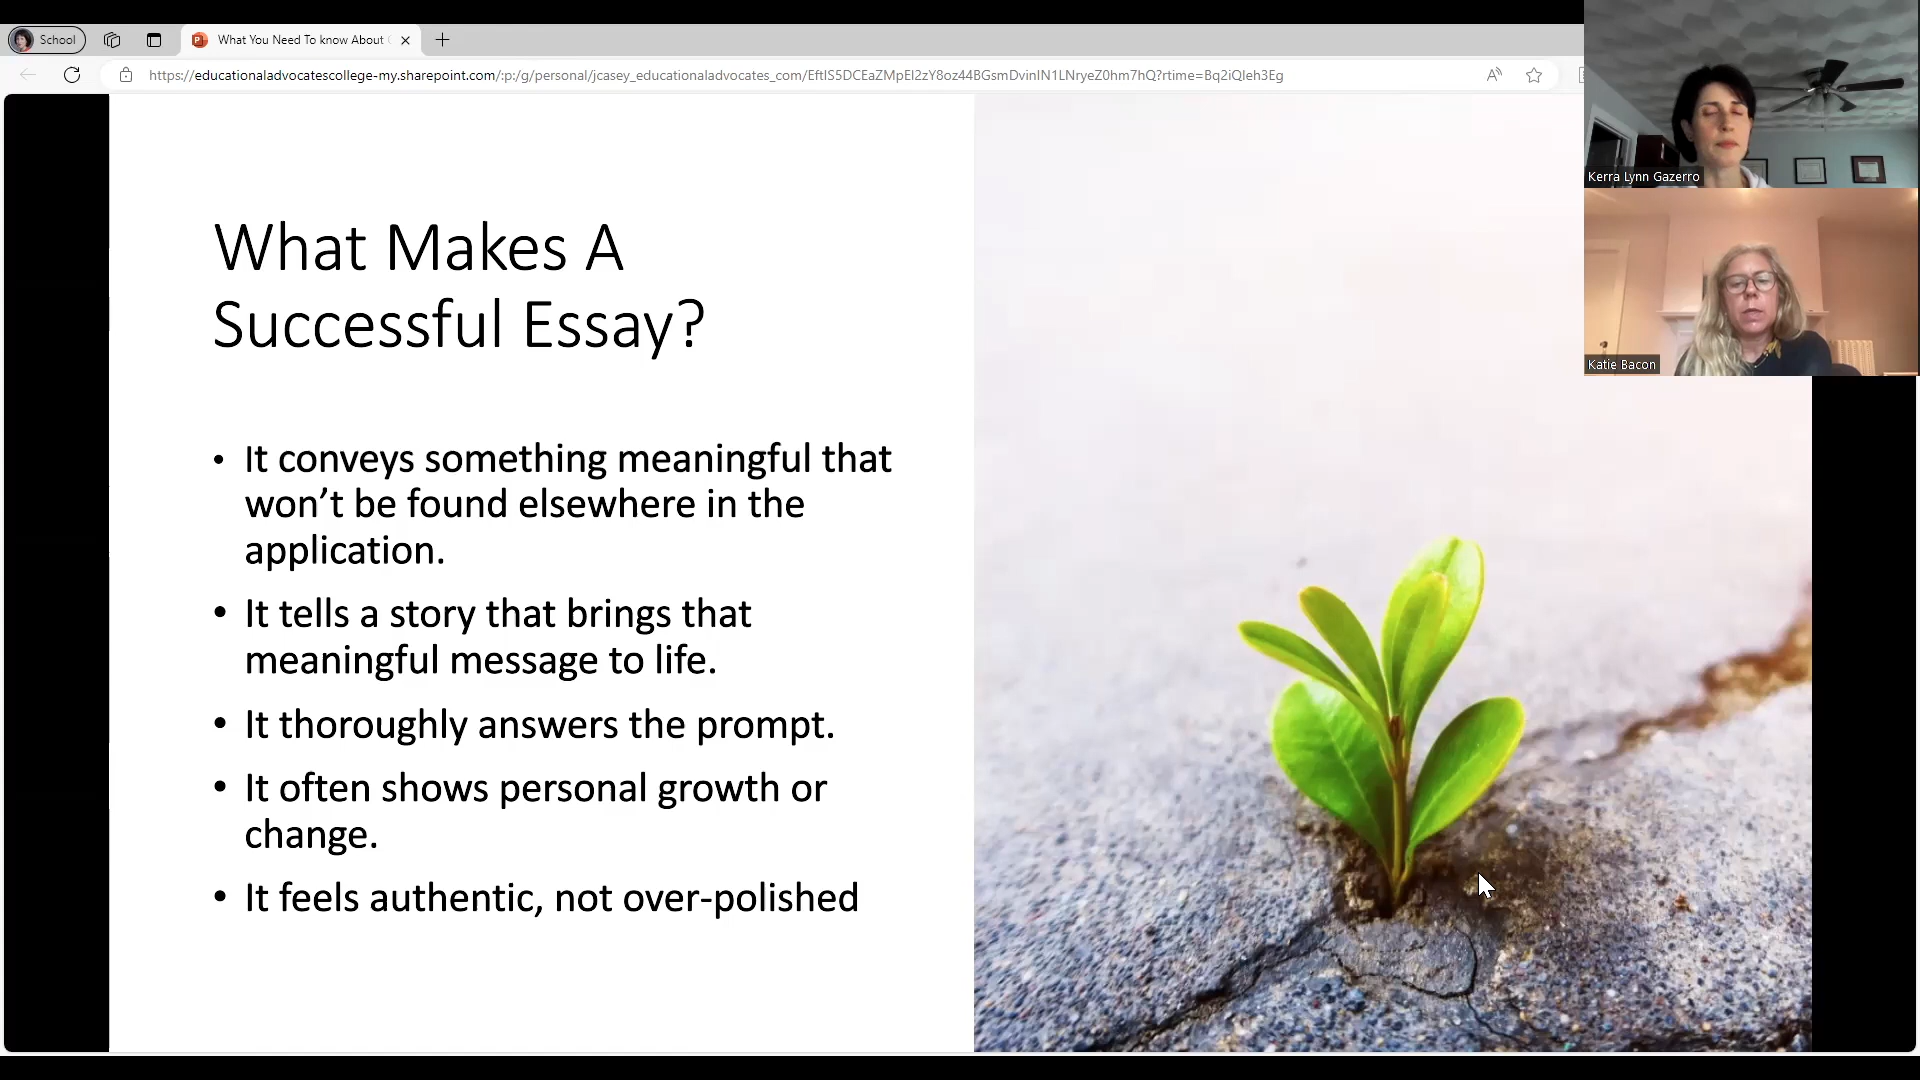 School
What You Need To know About
https://educationaladvocatescollege-my.sharepoint.com/:p:/g/personal/jcasey_educationaladvocates_com/EftIS5DCEaZMpEI2zY8oz44BGsmDvinIN1LNryeZ0hm7hQ?rtime=Bq2iQIeh3Eg
Kerra Lynn Gazerro
Katie Bacon
What Makes A
Successful Essay?
• It conveys something meaningful that
won’t be found elsewhere in the
application.
• It tells a story that brings that
meaningful message to life.
• It thoroughly answers the prompt.
• It often shows personal growth or
change.
• It feels authentic, not over-polished